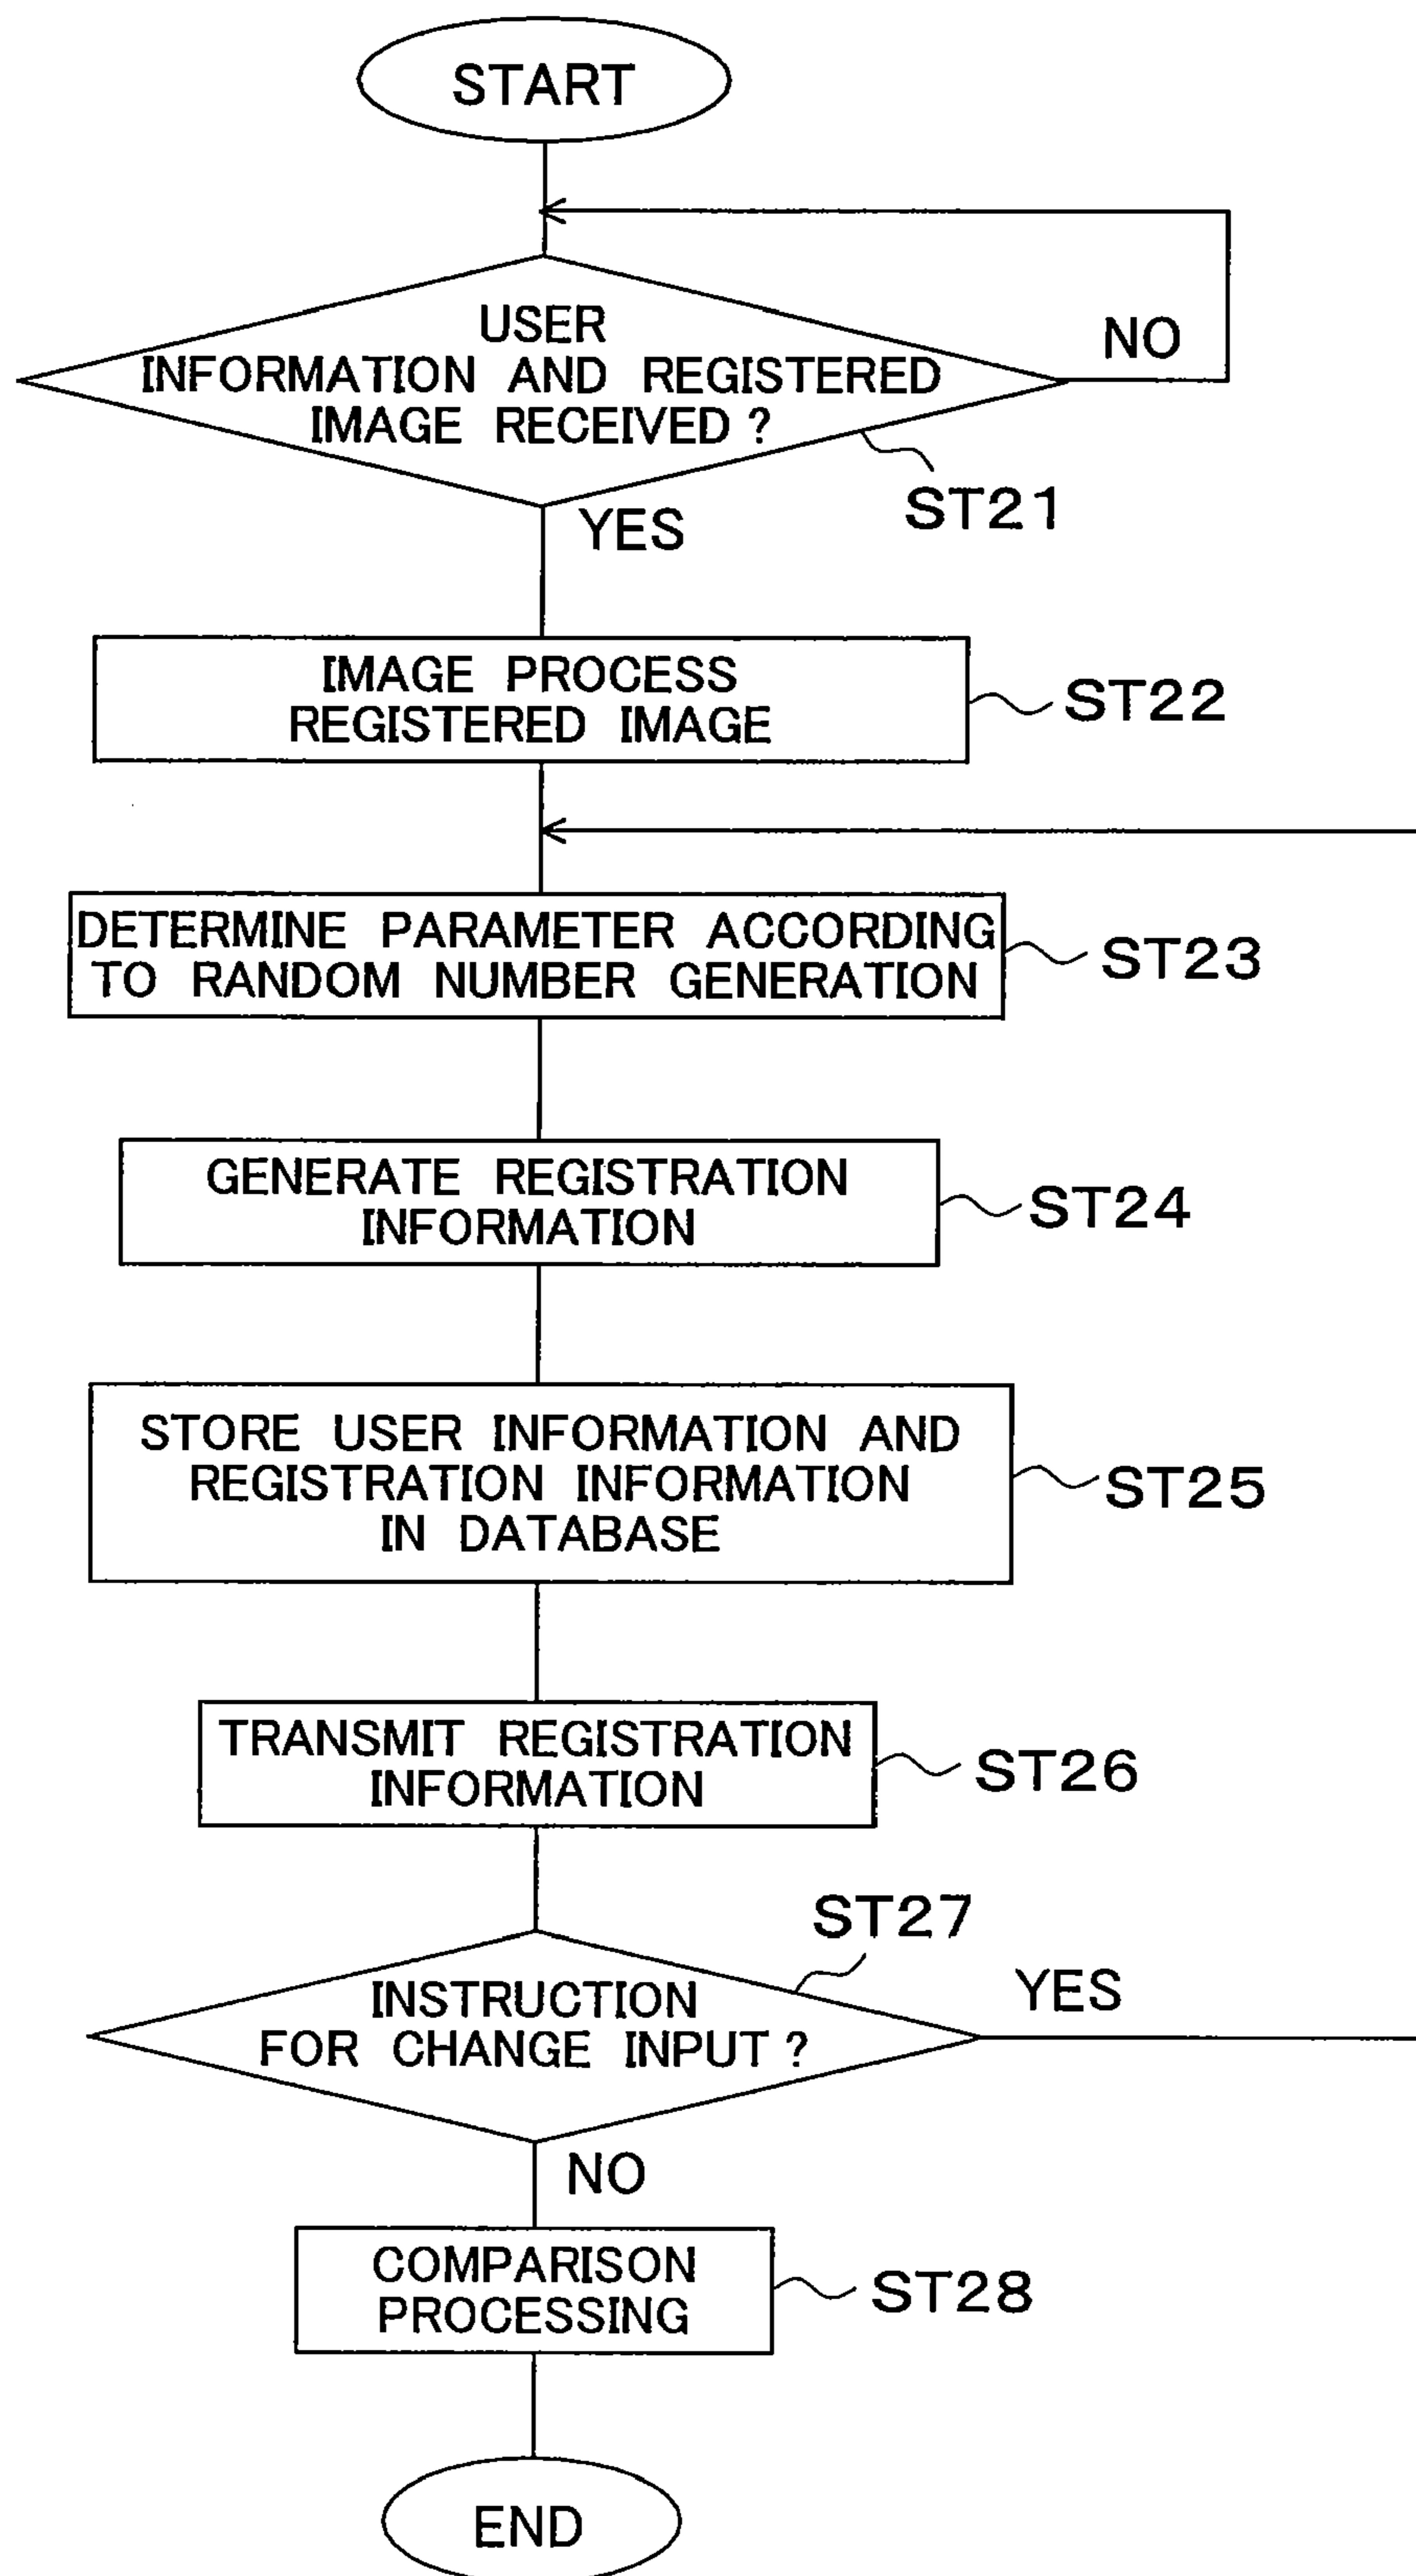 START
USER
INFORMATION AND REGISTERED
IMAGE RECEIVED ?
NO
ST21
YES
IMAGE PROCESS
REGISTERED IMAGE
ST22
DETERMINE PARAMETER ACCORDING
TO RANDOM NUMBER GENERATION
ST23
GENERATE REGISTRATION
INFORMATION
ST24
STORE USER INFORMATION AND
REGISTRATION INFORMATION
IN DATABASE
ST25
TRANSMIT REGISTRATION
INFORMATION
ST26
ST27
INSTRUCTION
FOR CHANGE INPUT ?
YES
NO
COMPARISON
PROCESSING
ST28
END